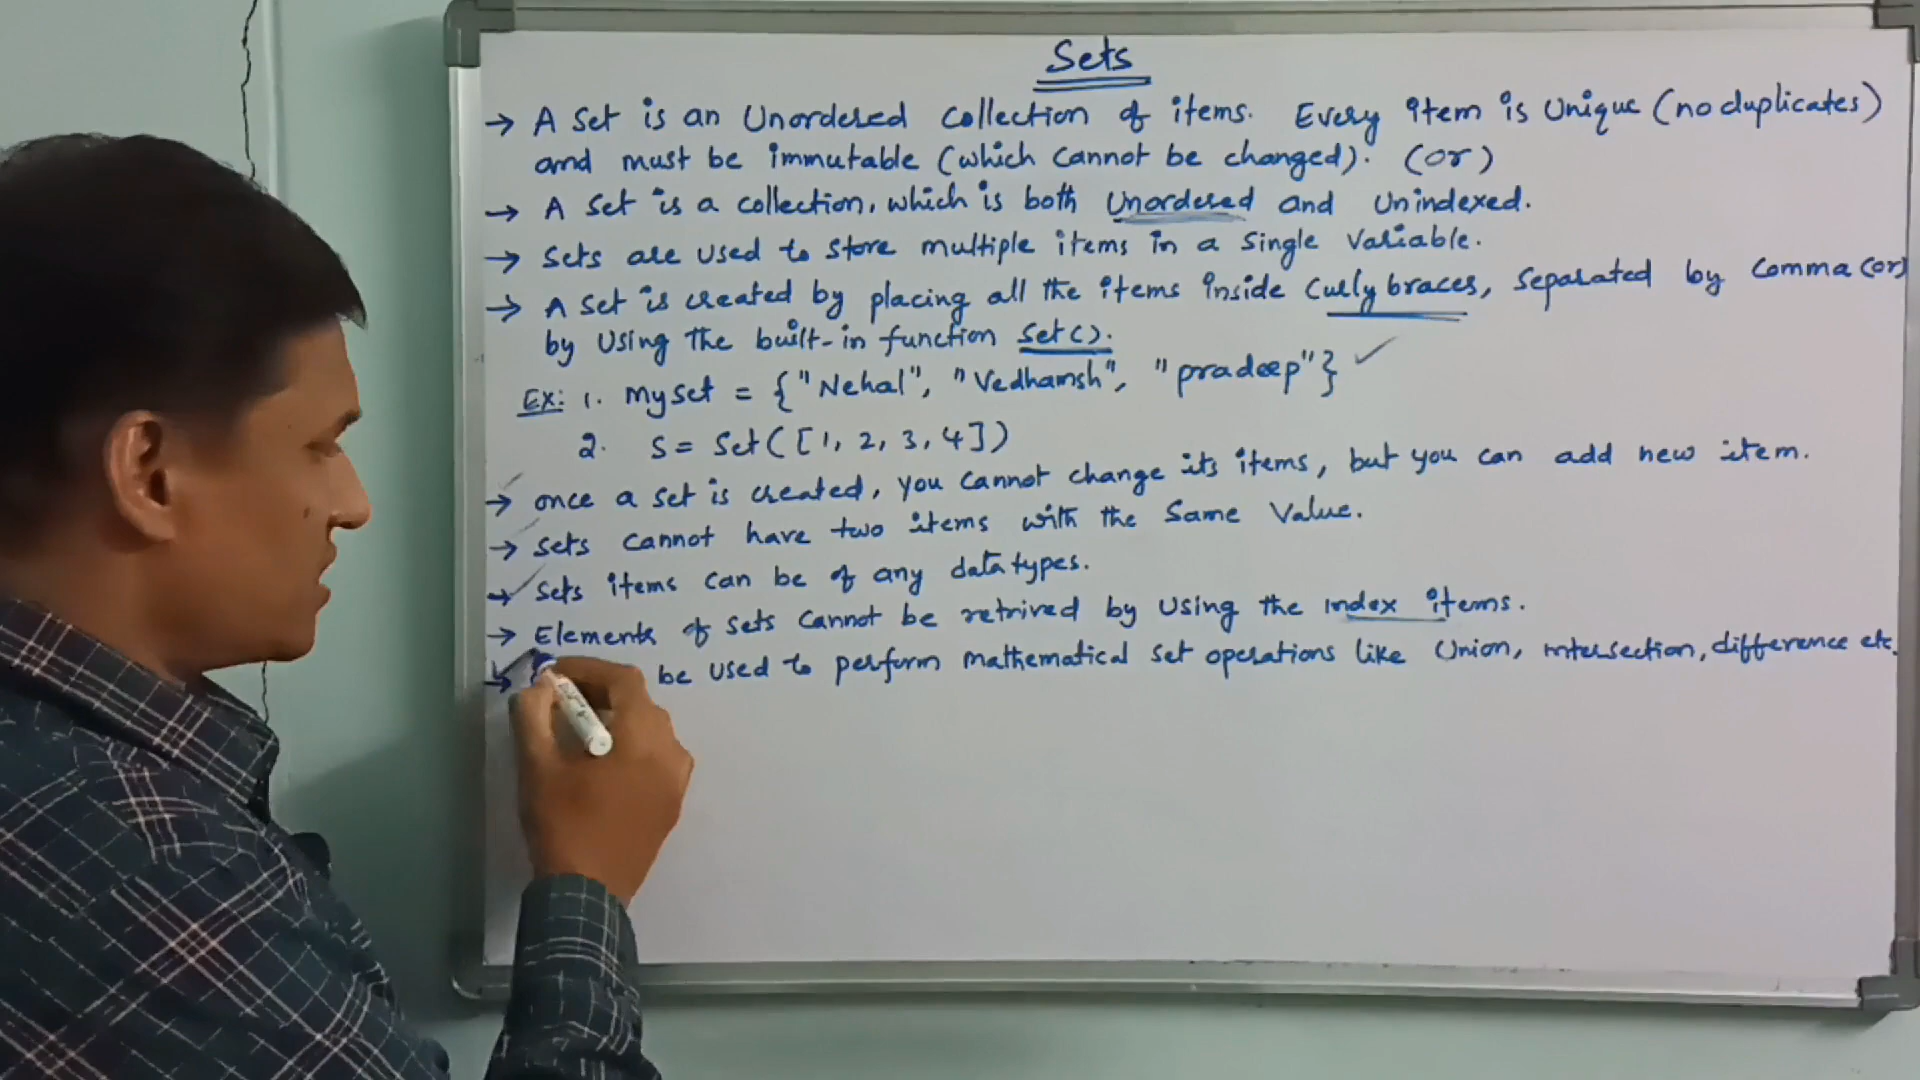 Sets
→ A Set is an Unordered Collection of items. Every item is Unique (no duplicates)
and must be immutable (which cannot be changed). (or)
→ A Set is a collection, which is both Unordered and Unindexed.
→ Sets are used to store multiple items in a single variable.
→ A Set is created by placing all the items inside Curly braces, separated by Comma (or)
by using the built-in function Set().
Ex: 1. Myset = {"Nehal", "Vedhamsh", "pradeep"}
2. S = Set([1, 2, 3, 4])
→ once a set is created, you cannot change its items, but you can add new item.
→ Sets cannot have two items with the Same Value.
→ Sets items can be of any data types.
→ Elements of sets cannot be retrived by using the index items.
→ be used to perform mathematical set operations like Union, intersection, difference etc.